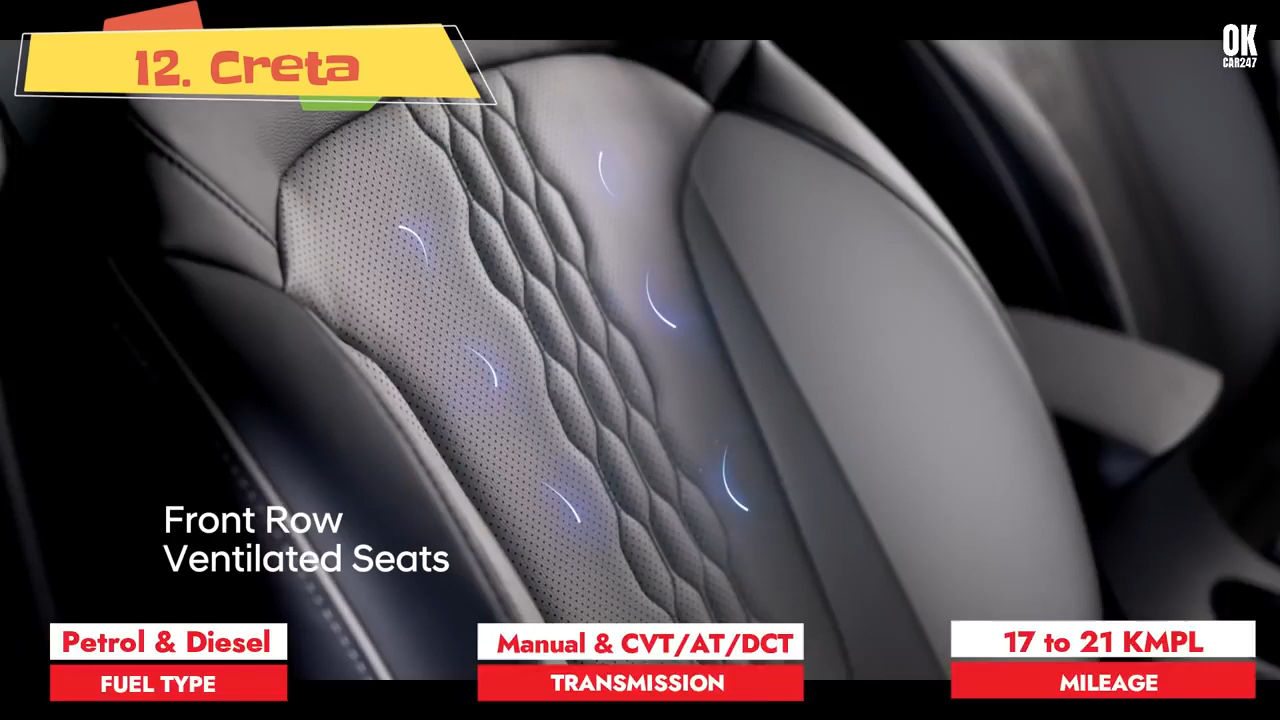 12. Creta
OK
CAR247
Front Row
Ventilated Seats
Petrol & Diesel
FUEL TYPE
Manual & CVT/AT/DCT
TRANSMISSION
17 to 21 KMPL
MILEAGE